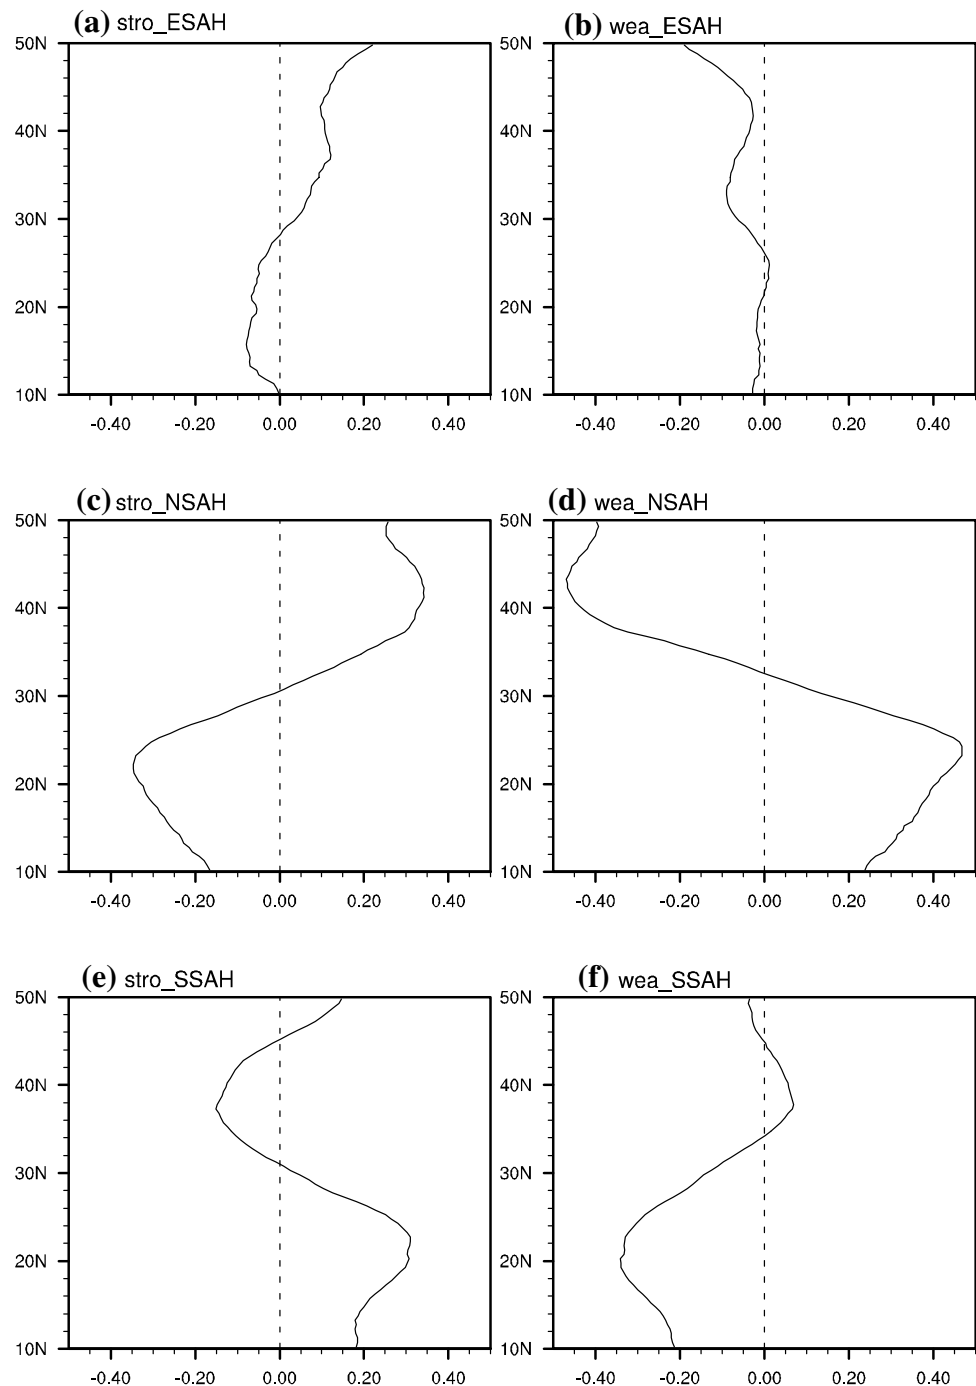 (a) stro_ESAH (b) wea_ESAH
50N 50N
40N 40N
30N 30N
20N 20N
10N 10N
-0.40 -0.20 0.00 0.20 0.40 -0.40 -0.20 0.00 0.20 0.40
(c) stro_NSAH (d) wea_NSAH
50N 50N
40N 40N
30N 30N
20N 20N
10N 10N
-0.40 -0.20 0.00 0.20 0.40 -0.40 -0.20 0.00 0.20 0.40
(e) stro_SSAH (f) wea_SSAH
50N 50N
40N 40N
30N 30N
20N 20N
10N 10N
-0.40 -0.20 0.00 0.20 0.40 -0.40 -0.20 0.00 0.20 0.40